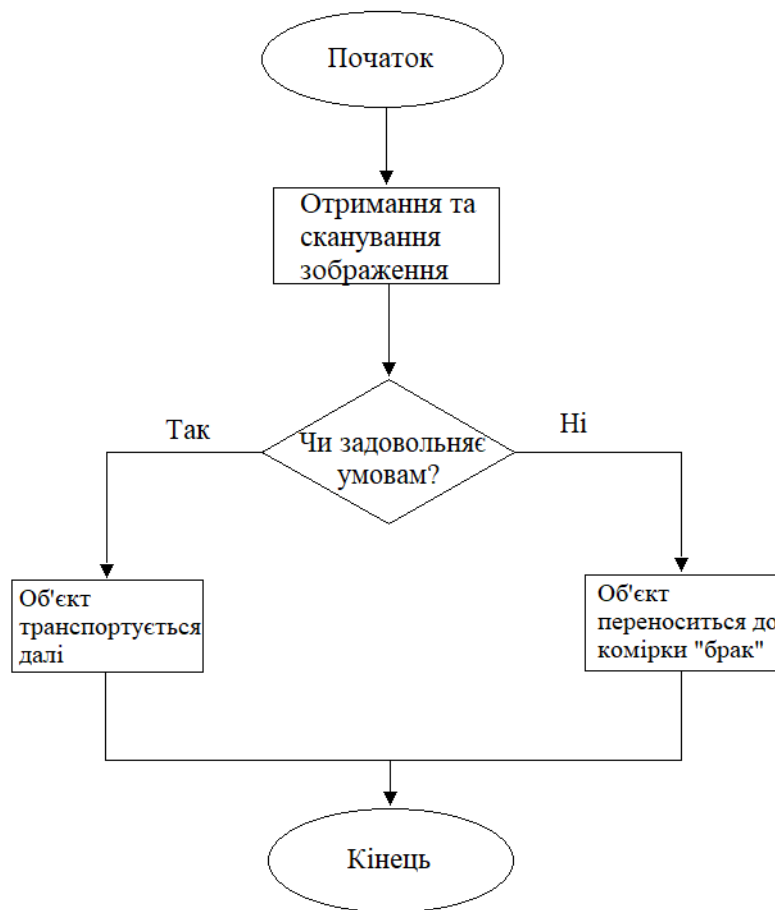 Початок
Отримання та
сканування
зображення
Так
Ні
Чи задовольняє
умовам?
Об'єкт
транспортується
далі
Об'єкт
переноситься до
комірки "брак"
Кінець